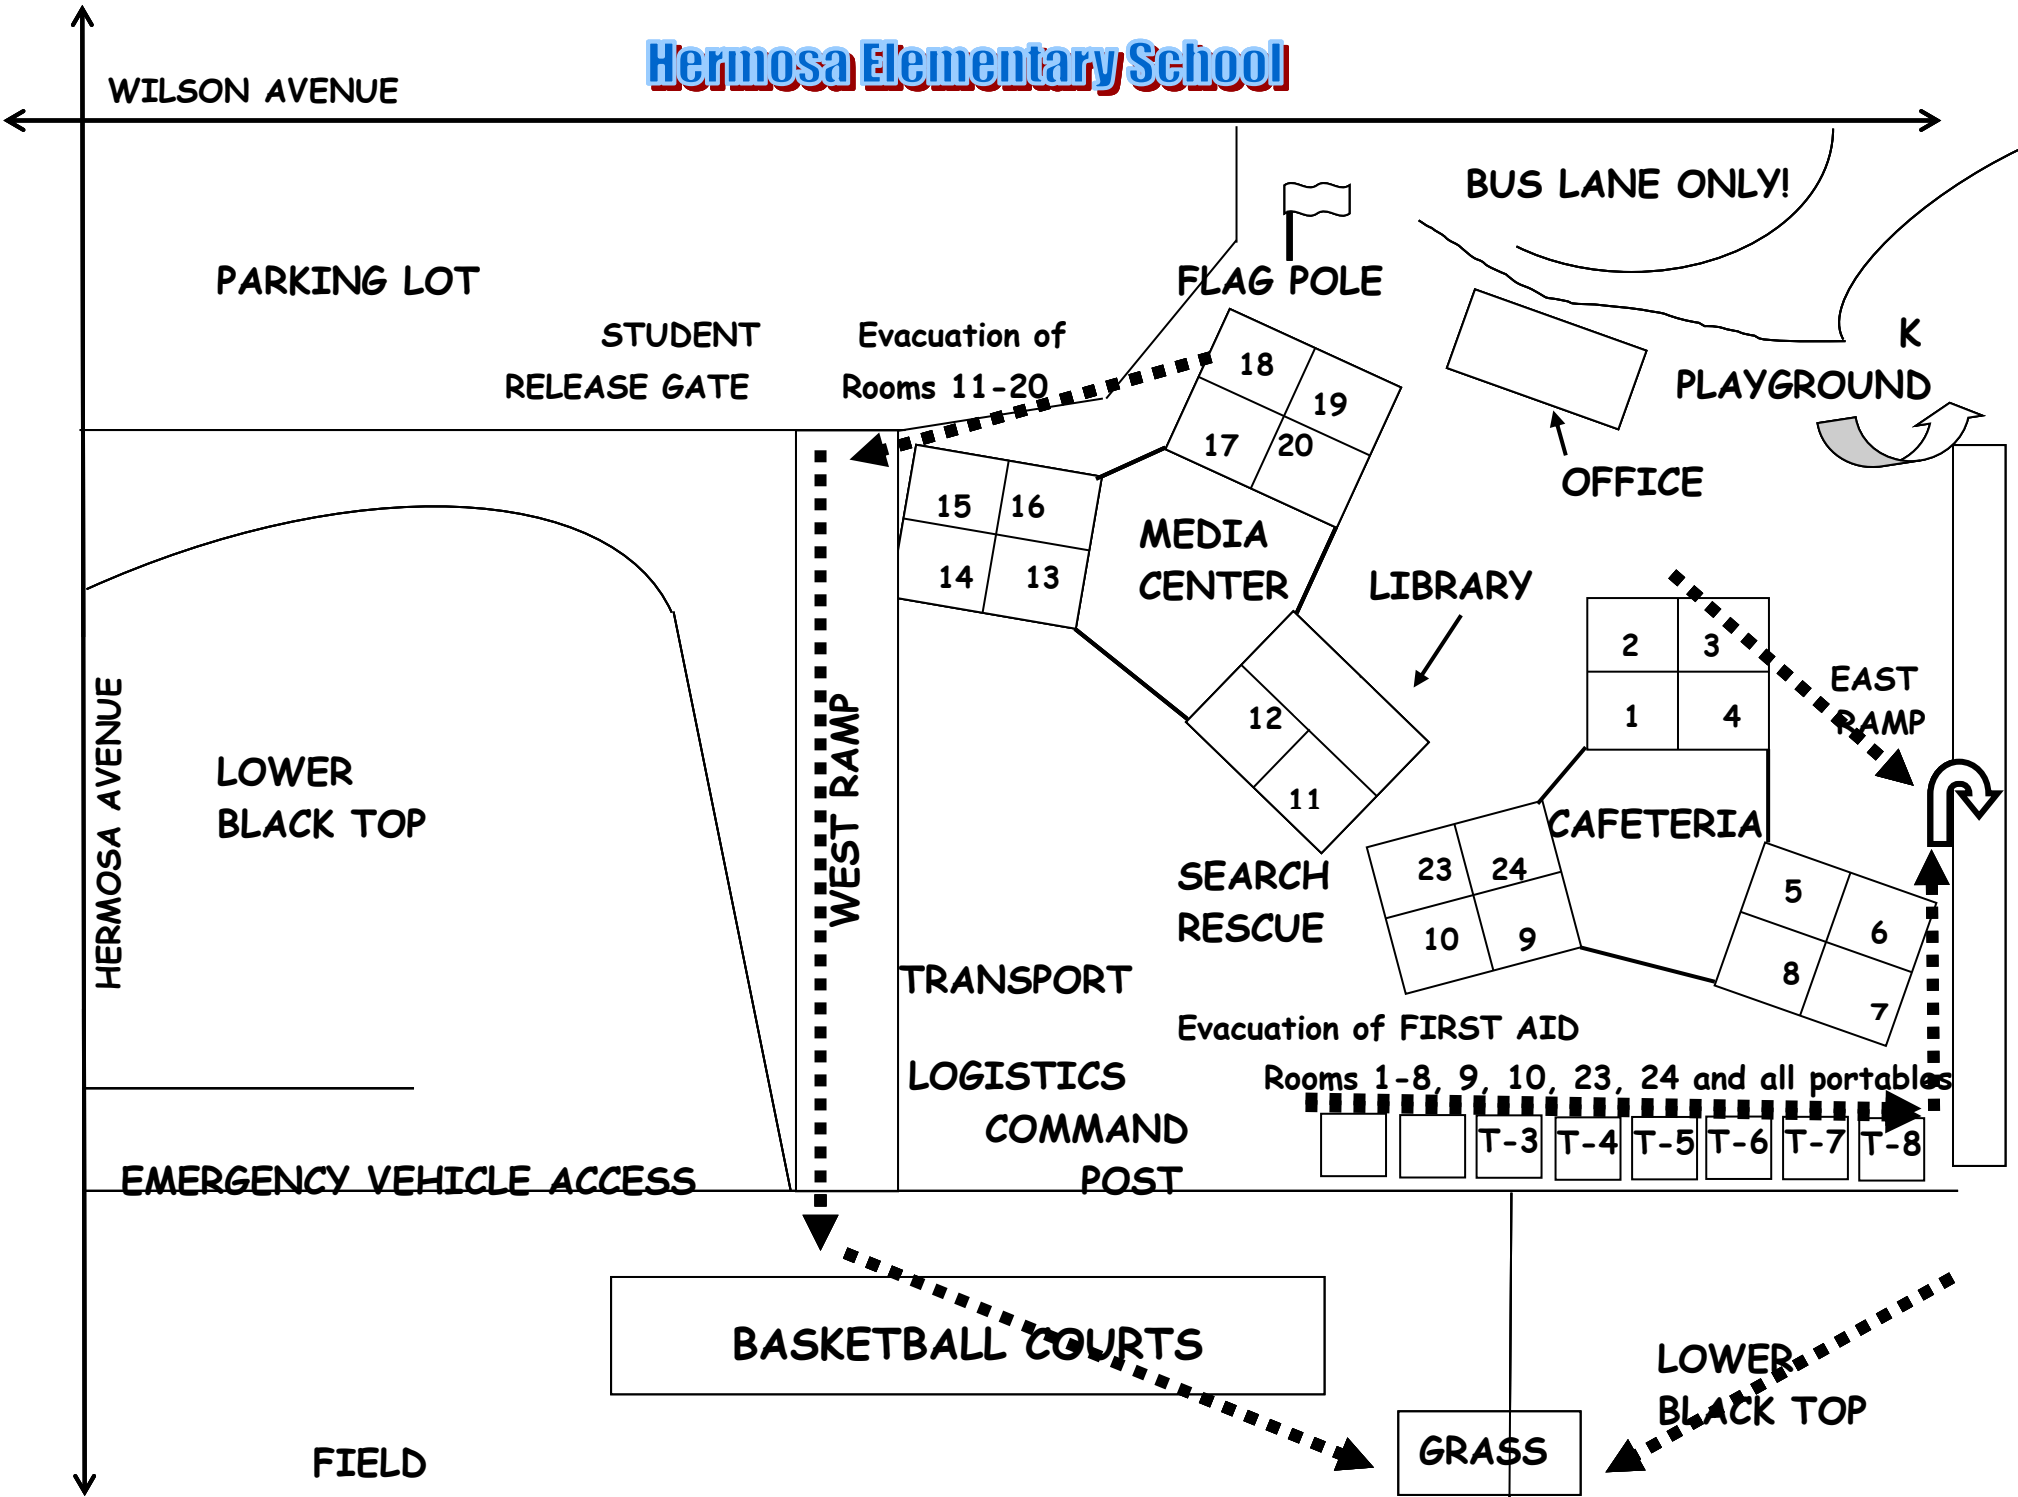 Hermosa Elementary School
WILSON AVENUE
BUS LANE ONLY!
PARKING LOT
FLAG POLE
STUDENT
RELEASE GATE
Evacuation of
Rooms 11-20
K
PLAYGROUND
18
19
17
20
OFFICE
15
16
14
13
MEDIA
CENTER
LIBRARY
2
3
1
4
EAST
RAMP
HERMOSA AVENUE
LOWER
BLACK TOP
WEST RAMP
12
11
CAFETERIA
SEARCH
RESCUE
23
24
10
9
5
6
8
7
TRANSPORT
Evacuation of FIRST AID
Rooms 1-8, 9, 10, 23, 24 and all portables
LOGISTICS
COMMAND
POST
T-3
T-4
T-5
T-6
T-7
T-8
EMERGENCY VEHICLE ACCESS
BASKETBALL COURTS
LOWER
BLACK TOP
GRASS
FIELD